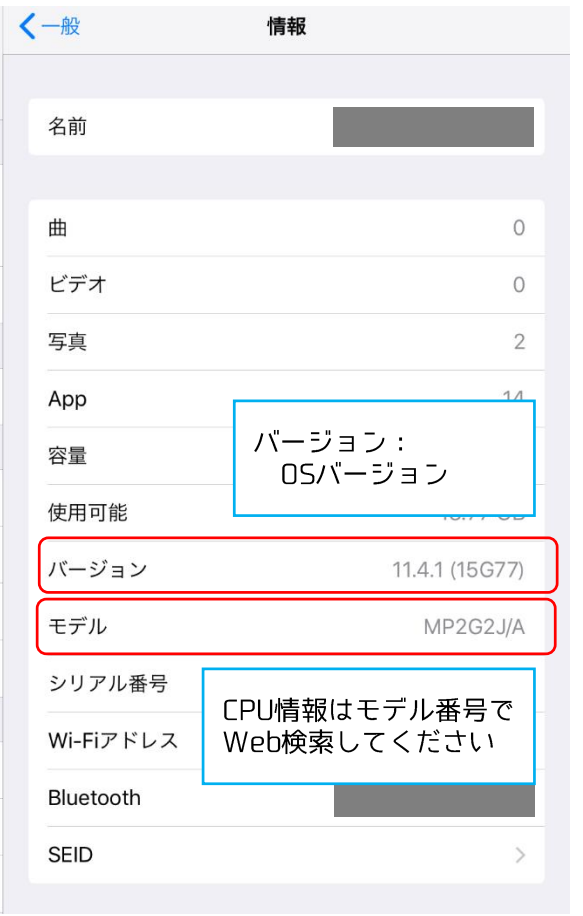 一般
情報
名前
曲 0
ビデオ 0
写真 2
App
バージョン：
OSバージョン
容量
使用可能
バージョン 11.4.1 (15G77)
モデル MP2G2J/A
シリアル番号
CPU情報はモデル番号で
Web検索してください
Wi-Fiアドレス
Bluetooth
SEID